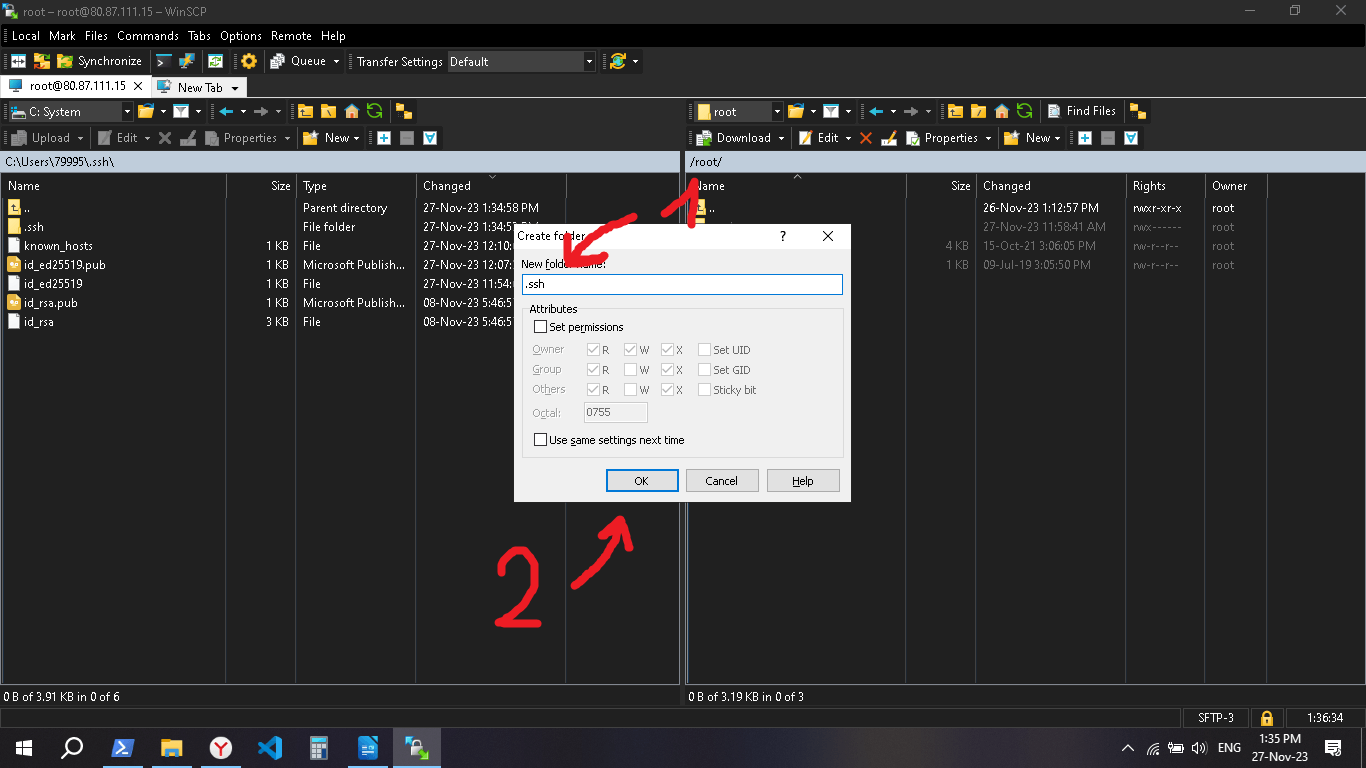 root – root@80.87.111.15 – WinSCP
Local Mark Files Commands Tabs Options Remote Help
Synchronize Queue Transfer Settings Default
root@80.87.111.15 New Tab
C: System root Find Files
Upload Edit Properties New Download Edit Properties New
C:\Users\79995\.ssh\ /root/
Name Size Type Changed Name Size Changed Rights Owner
.. Parent directory 27-Nov-23 1:34:58 PM .. 26-Nov-23 1:12:57 PM rwxr-xr-x root
.ssh File folder 27-Nov-23 1:34:5 27-Nov-23 11:58:41 AM rwx------ root
known_hosts 1 KB File 27-Nov-23 12:10: 4 KB 15-Oct-21 3:06:05 PM rw-r--r-- root
id_ed25519.pub 1 KB Microsoft Publish... 27-Nov-23 12:07: 1 KB 09-Jul-19 3:05:50 PM rw-r--r-- root
id_ed25519 1 KB File 27-Nov-23 11:54:
id_rsa.pub 1 KB Microsoft Publish... 08-Nov-23 5:46:5
id_rsa 3 KB File 08-Nov-23 5:46:5
1
Create folder ?
New folder name:
.ssh
Attributes
Set permissions
Owner R W X Set UID
Group R W X Set GID
Others R W X Sticky bit
Octal: 0755
Use same settings next time
OK Cancel Help
2
0 B of 3.91 KB in 0 of 6 0 B of 3.19 KB in 0 of 3
SFTP-3 1:36:34
ENG 1:35 PM
27-Nov-23